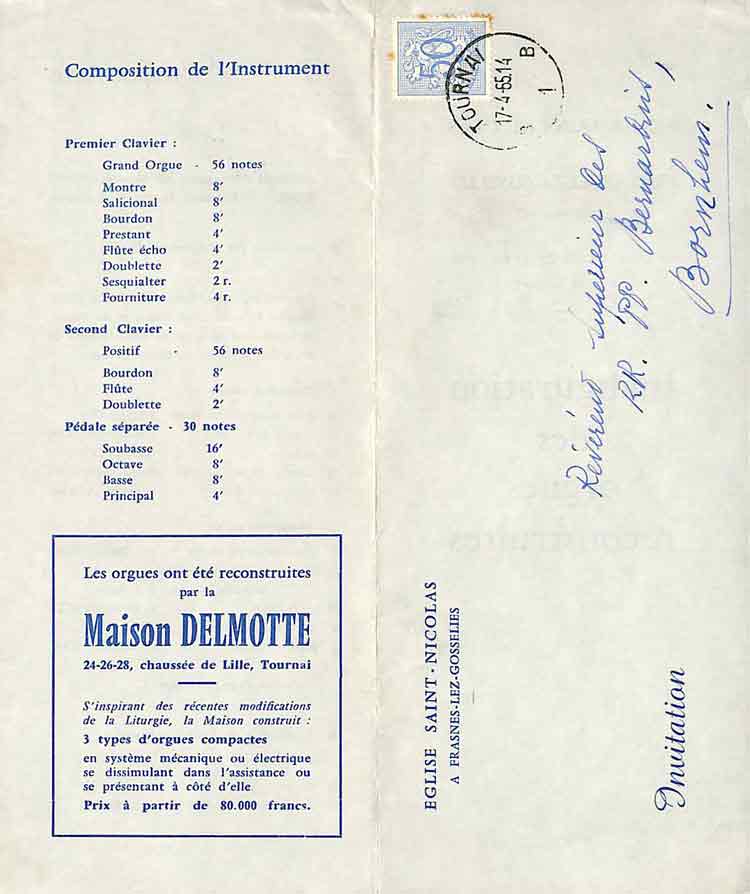 Composition de l'Instrument
Premier Clavier :
Grand Orgue - 56 notes
Montre 8'
Salicional 8'
Bourdon 8'
Prestant 4'
Flûte écho 4'
Doublette 2'
Sesquialter 2 r.
Fourniture 4 r.
Second Clavier :
Positif - 56 notes
Bourdon 8'
Flûte 4'
Doublette 2'
Pédale séparée - 30 notes
Soubasse 16'
Octave 8'
Basse 8'
Principal 4'
Les orgues ont été reconstruites
par la
Maison DELMOTTE
24-26-28, chaussée de Lille, Tournai
S'inspirant des récentes modifications
de la Liturgie, la Maison construit :
3 types d'orgues compactes
en système mécanique ou électrique
se dissimulant dans l'assistance ou
se présentant à côté d'elle
Prix à partir de 80.000 francs.
50
TOURNAI
17-4-65.14
B
1
Révérend Supérieur des
RR. PP. Bernardins,
Bornhem.
EGLISE SAINT-NICOLAS
A FRASNES-LEZ-GOSSELIES
Invitation